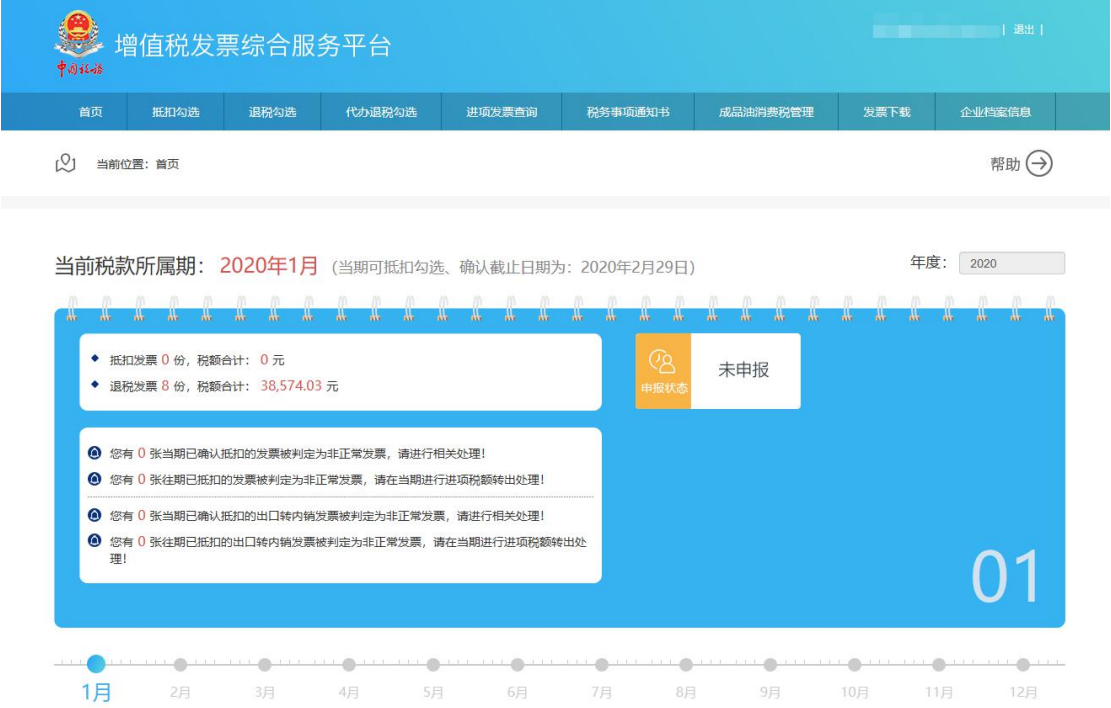 增值税发票综合服务平台
中国税务
| 退出 |
首页 抵扣勾选 退税勾选 代办退税勾选 进项发票查询 税务事项通知书 成品油消费税管理 发票下载 企业档案信息
当前位置：首页
帮助
当前税款所属期：2020年1月 (当期可抵扣勾选、确认截止日期为：2020年2月29日)
年度： 2020
抵扣发票 0 份，税额合计： 0 元
退税发票 8 份，税额合计： 38,574.03 元
申报状态
未申报
您有 0 张当期已确认抵扣的发票被判定为非正常发票，请进行相关处理！
您有 0 张往期已抵扣的发票被判定为非正常发票，请在当期进行进项税额转出处理！
您有 0 张当期已确认抵扣的出口转内销发票被判定为非正常发票，请进行相关处理！
您有 0 张往期已抵扣的出口转内销发票被判定为非正常发票，请在当期进行进项税额转出处
理！
01
1月 2月 3月 4月 5月 6月 7月 8月 9月 10月 11月 12月